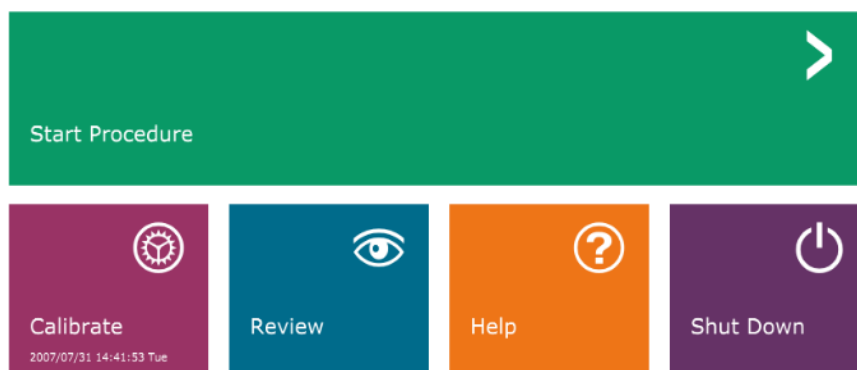 Start Procedure
Calibrate
2007/07/31 14:41:53 Tue
Review
Help
Shut Down